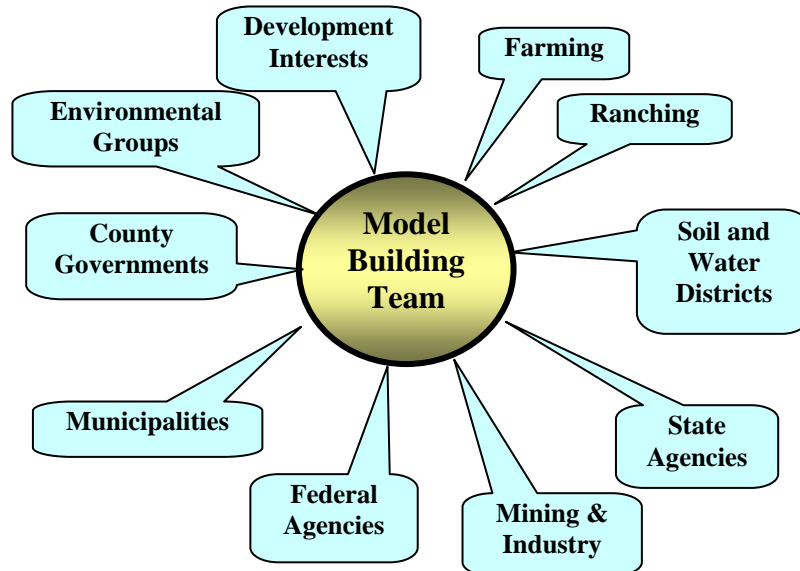 Development
Interests
Farming
Environmental
Groups
Ranching
Model
Building
Team
County
Governments
Soil and
Water
Districts
Municipalities
State
Agencies
Federal
Agencies
Mining &
Industry